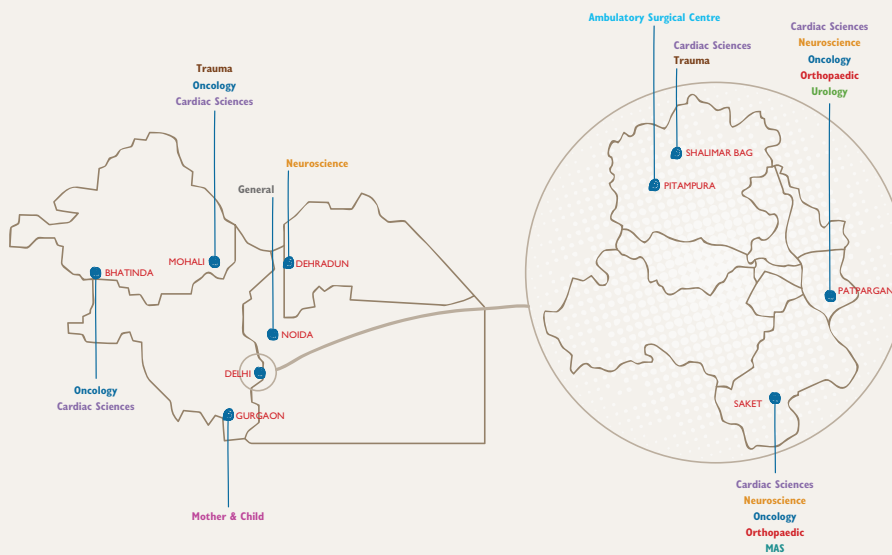 Ambulatory Surgical Centre
Cardiac Sciences
Trauma
Cardiac Sciences
Neuroscience
Oncology
Orthopaedic
Urology
Trauma
Oncology
Cardiac Sciences
Neuroscience
General
SHALIMAR BAG
PITAMPURA
MOHALI
DEHRADUN
BHATINDA
PATPARGAN
NOIDA
DELHI
Oncology
Cardiac Sciences
GURGAON
SAKET
Mother & Child
Cardiac Sciences
Neuroscience
Oncology
Orthopaedic
MAS